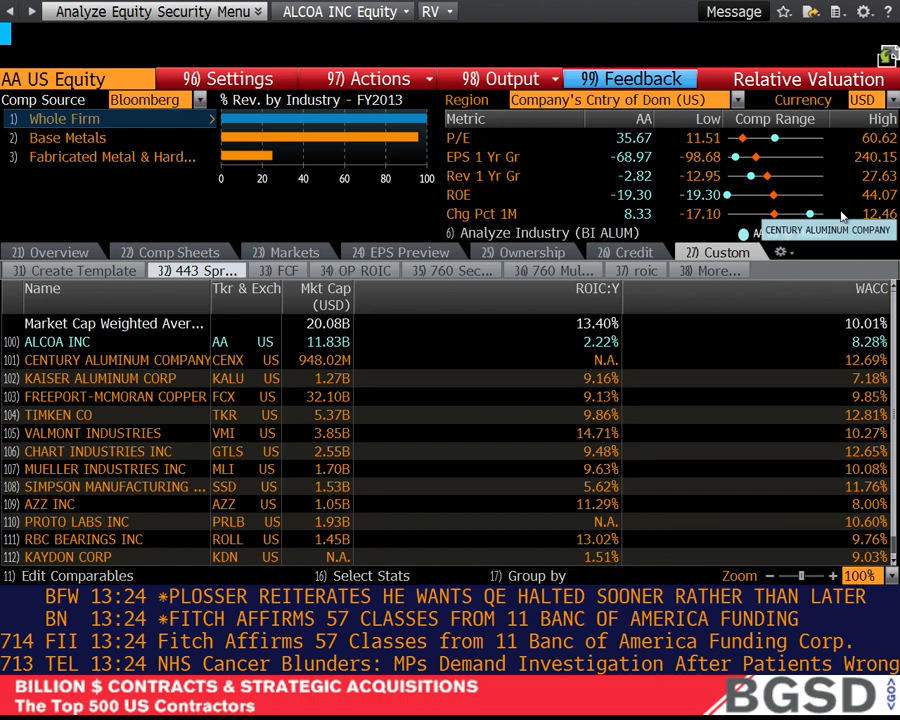 Analyze Equity Security Menu ALCOA INC Equity RV Message ?
AA US Equity 96) Settings 97) Actions 98) Output 99) Feedback Relative Valuation
Comp Source Bloomberg % Rev. by Industry - FY2013 Region Company's Cntry of Dom (US) Currency USD
1) Whole Firm
2) Base Metals
3) Fabricated Metal & Hard...
0 20 40 60 80 100
Metric AA Low Comp Range High
P/E 35.67 11.51 60.62
EPS 1 Yr Gr -68.97 -98.68 240.15
Rev 1 Yr Gr -2.82 -12.95 27.63
ROE -19.30 -19.30 44.07
Chg Pct 1M 8.33 -17.10 12.46
6) Analyze Industry (BI ALUM)
CENTURY ALUMINUM COMPANY
21) Overview 22) Comp Sheets 23) Markets 24) EPS Preview 25) Ownership 26) Credit 27) Custom
31) Create Template 32) 443 Spr... 33) FCF 34) OP ROIC 35) 760 Sec... 36) 760 Mul... 37) roic 38) More...
Name Tkr & Exch Mkt Cap (USD) ROIC:Y WACC
Market Cap Weighted Aver... 20.08B 13.40% 10.01%
100) ALCOA INC AA US 11.83B 2.22% 8.28%
101) CENTURY ALUMINUM COMPANY CENX US 948.02M N.A. 12.69%
102) KAISER ALUMINUM CORP KALU US 1.27B 9.16% 7.18%
103) FREEPORT-MCMORAN COPPER FCX US 32.10B 9.13% 9.85%
104) TIMKEN CO TKR US 5.37B 9.86% 12.81%
105) VALMONT INDUSTRIES VMI US 3.85B 14.71% 10.27%
106) CHART INDUSTRIES INC GTLS US 2.55B 9.48% 12.65%
107) MUELLER INDUSTRIES INC MLI US 1.70B 9.63% 10.08%
108) SIMPSON MANUFACTURING ... SSD US 1.53B 5.62% 11.76%
109) AZZ INC AZZ US 1.05B 11.29% 8.00%
110) PROTO LABS INC PRLB US 1.93B N.A. 10.60%
111) RBC BEARINGS INC ROLL US 1.45B 13.02% 9.76%
112) KAYDON CORP KDN US N.A. 1.51% 9.03%
11) Edit Comparables 16) Select Stats 17) Group by Zoom - + 100%
BFW 13:24 *PLOSSER REITERATES HE WANTS QE HALTED SOONER RATHER THAN LATER
BN 13:24 *FITCH AFFIRMS 57 CLASSES FROM 11 BANC OF AMERICA FUNDING
714 FII 13:24 Fitch Affirms 57 Classes from 11 Banc of America Funding Corp.
713 TEL 13:24 NHS Cancer Blunders: MPs Demand Investigation After Patients Wrong
BILLION $ CONTRACTS & STRATEGIC ACQUISITIONS
The Top 500 US Contractors
BGSD <GO>